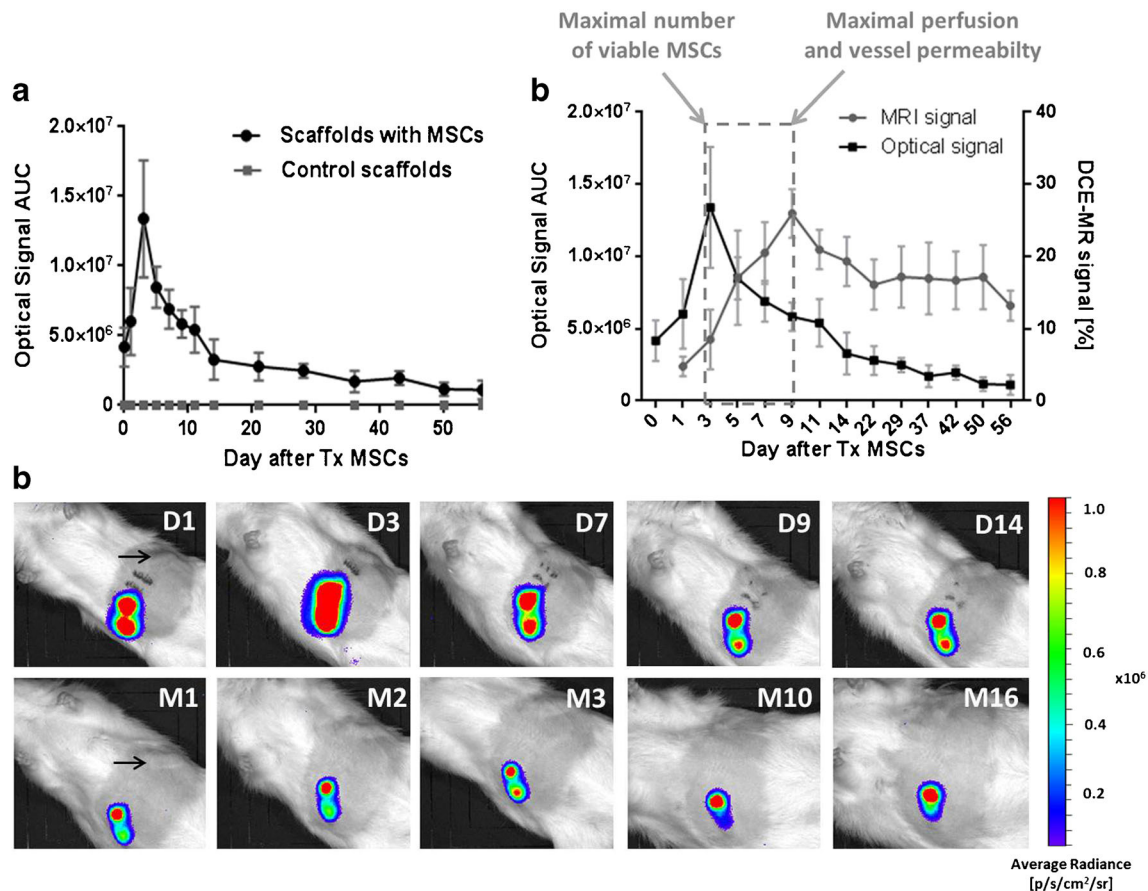 Maximal number
of viable MSCs
Maximal perfusion
and vessel permeabilty
a
2.0×10⁷
1.5×10⁷
1.0×10⁷
5.0×10⁶
0
Optical Signal AUC
Scaffolds with MSCs
Control scaffolds
0 10 20 30 40 50
Day after Tx MSCs
b
2.0×10⁷
1.5×10⁷
1.0×10⁷
5.0×10⁶
0
Optical Signal AUC
MRI signal
Optical signal
40
30
20
10
0
DCE-MR signal [%]
0 1 3 5 7 9 11 14 22 29 37 42 50 56
Day after Tx MSCs
b
D1 D3 D7 D9 D14
M1 M2 M3 M10 M16
1.0
0.8
0.6
x10⁶
0.4
0.2
Average Radiance
[p/s/cm²/sr]